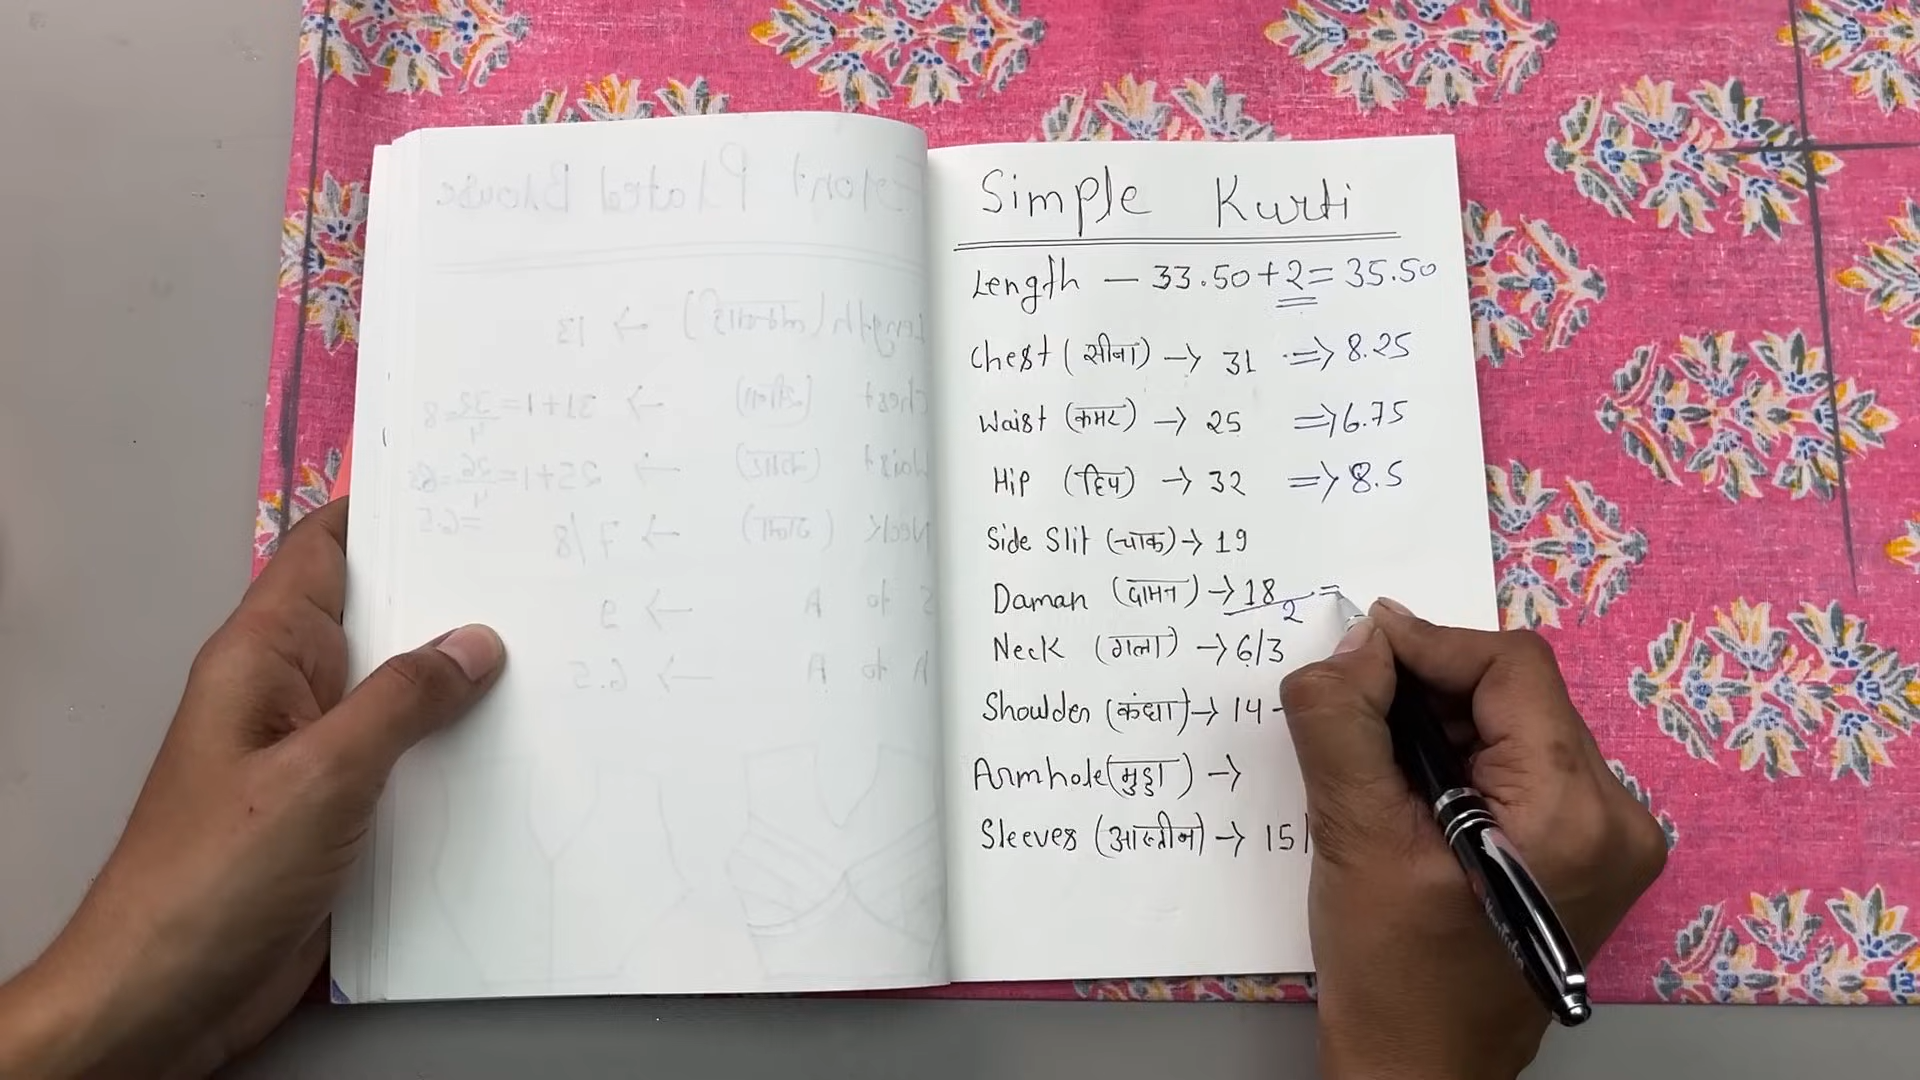 Simple Kurti
Length — 33.50+2= 35.50
Chest (सीना) → 31 => 8.25
Waist (कमर) → 25 => 6.75
Hip (हिप) → 32 => 8.5
Side Slit (चाक) → 19
Daman (दामन) → 18/2 =
Neck (गला) → 6/3
Shoulder (कंधा) → 14 -
Armhole (मुड्डा) →
Sleeves (आस्तीन) → 15/